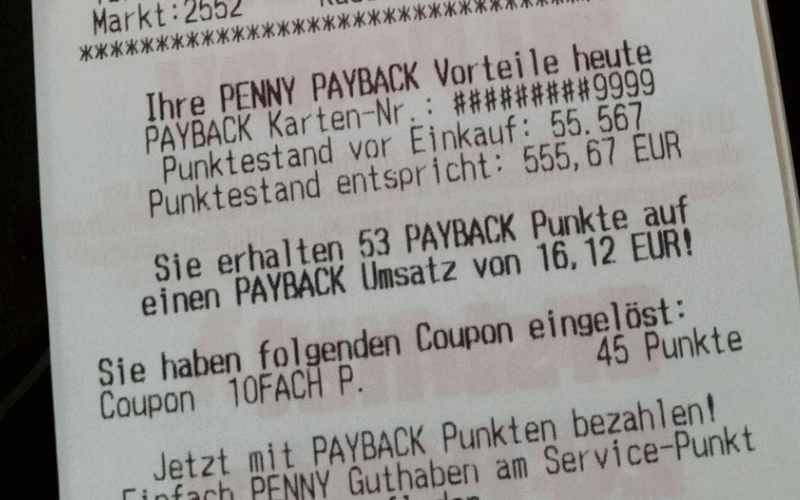 Markt:2552
****************************************
Ihre PENNY PAYBACK Vorteile heute
PAYBACK Karten-Nr.: #########9999
Punktestand vor Einkauf: 55.567
Punktestand entspricht: 555,67 EUR
Sie erhalten 53 PAYBACK Punkte auf
einen PAYBACK Umsatz von 16,12 EUR!
Sie haben folgenden Coupon eingelöst:
Coupon 10FACH P. 45 Punkte
Jetzt mit PAYBACK Punkten bezahlen!
Einfach PENNY Guthaben am Service-Punkt